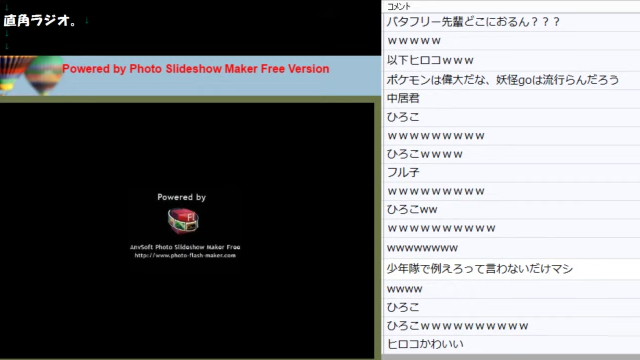 直角ラジオ。
Powered by Photo Slideshow Maker Free Version
Powered by
AnvSoft Photo Slideshow Maker Free
http://www.photo-flash-maker.com
コメント
バタフリー先輩どこにおるん？？？
ｗｗｗｗｗ
以下ヒロコｗｗｗ
ポケモンは偉大だな、妖怪goは流行らんだろう
中居君
ひろこ
ｗｗｗｗｗｗｗｗｗ
ひろこｗｗｗｗ
フル子
ｗｗｗｗｗｗｗｗｗ
ひろこww
ｗｗｗｗｗｗｗｗｗｗ
wwwwwwww
少年隊で例えろって言わないだけマシ
wwww
ひろこ
ひろこｗｗｗｗｗｗｗｗｗｗ
ヒロコかわいい